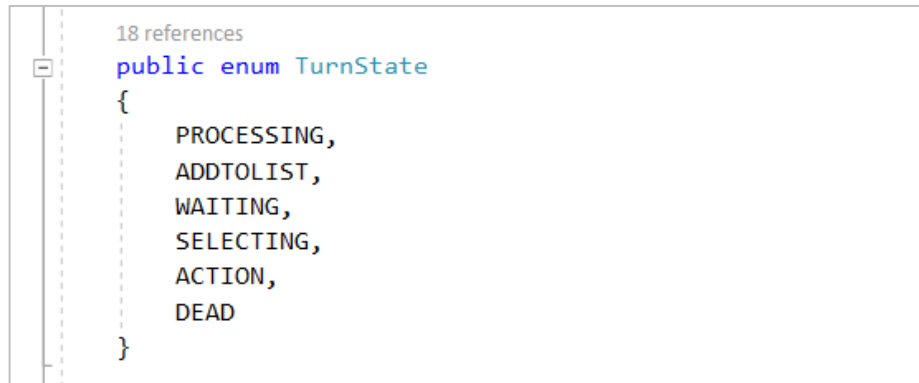 18 references
public enum TurnState
{
PROCESSING,
ADDTOLIST,
WAITING,
SELECTING,
ACTION,
DEAD
}